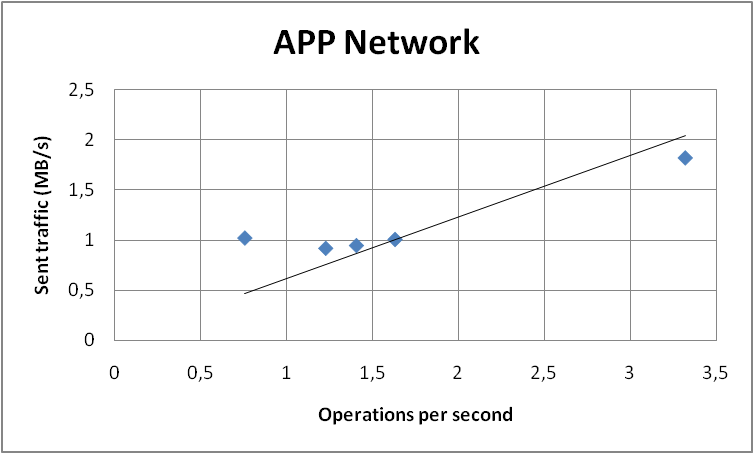 APP Network
2,5
2
1,5
1
0,5
0
Sent traffic (MB/s)
0 0,5 1 1,5 2 2,5 3 3,5
Operations per second